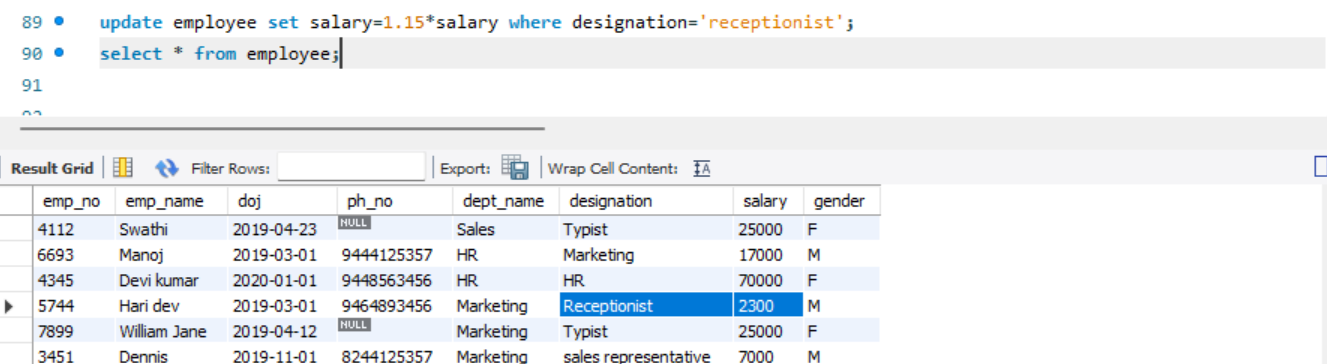 89 update employee set salary=1.15*salary where designation='receptionist';
90 select * from employee;
91
Result Grid Filter Rows: Export: Wrap Cell Content: IA
emp_no emp_name doj ph_no dept_name designation salary gender
4112 Swathi 2019-04-23 NULL Sales Typist 25000 F
6693 Manoj 2019-03-01 9444125357 HR Marketing 17000 M
4345 Devi kumar 2020-01-01 9448563456 HR HR 70000 F
5744 Hari dev 2019-03-01 9464893456 Marketing Receptionist 2300 M
7899 William Jane 2019-04-12 NULL Marketing Typist 25000 F
3451 Dennis 2019-11-01 8244125357 Marketing sales representative 7000 M